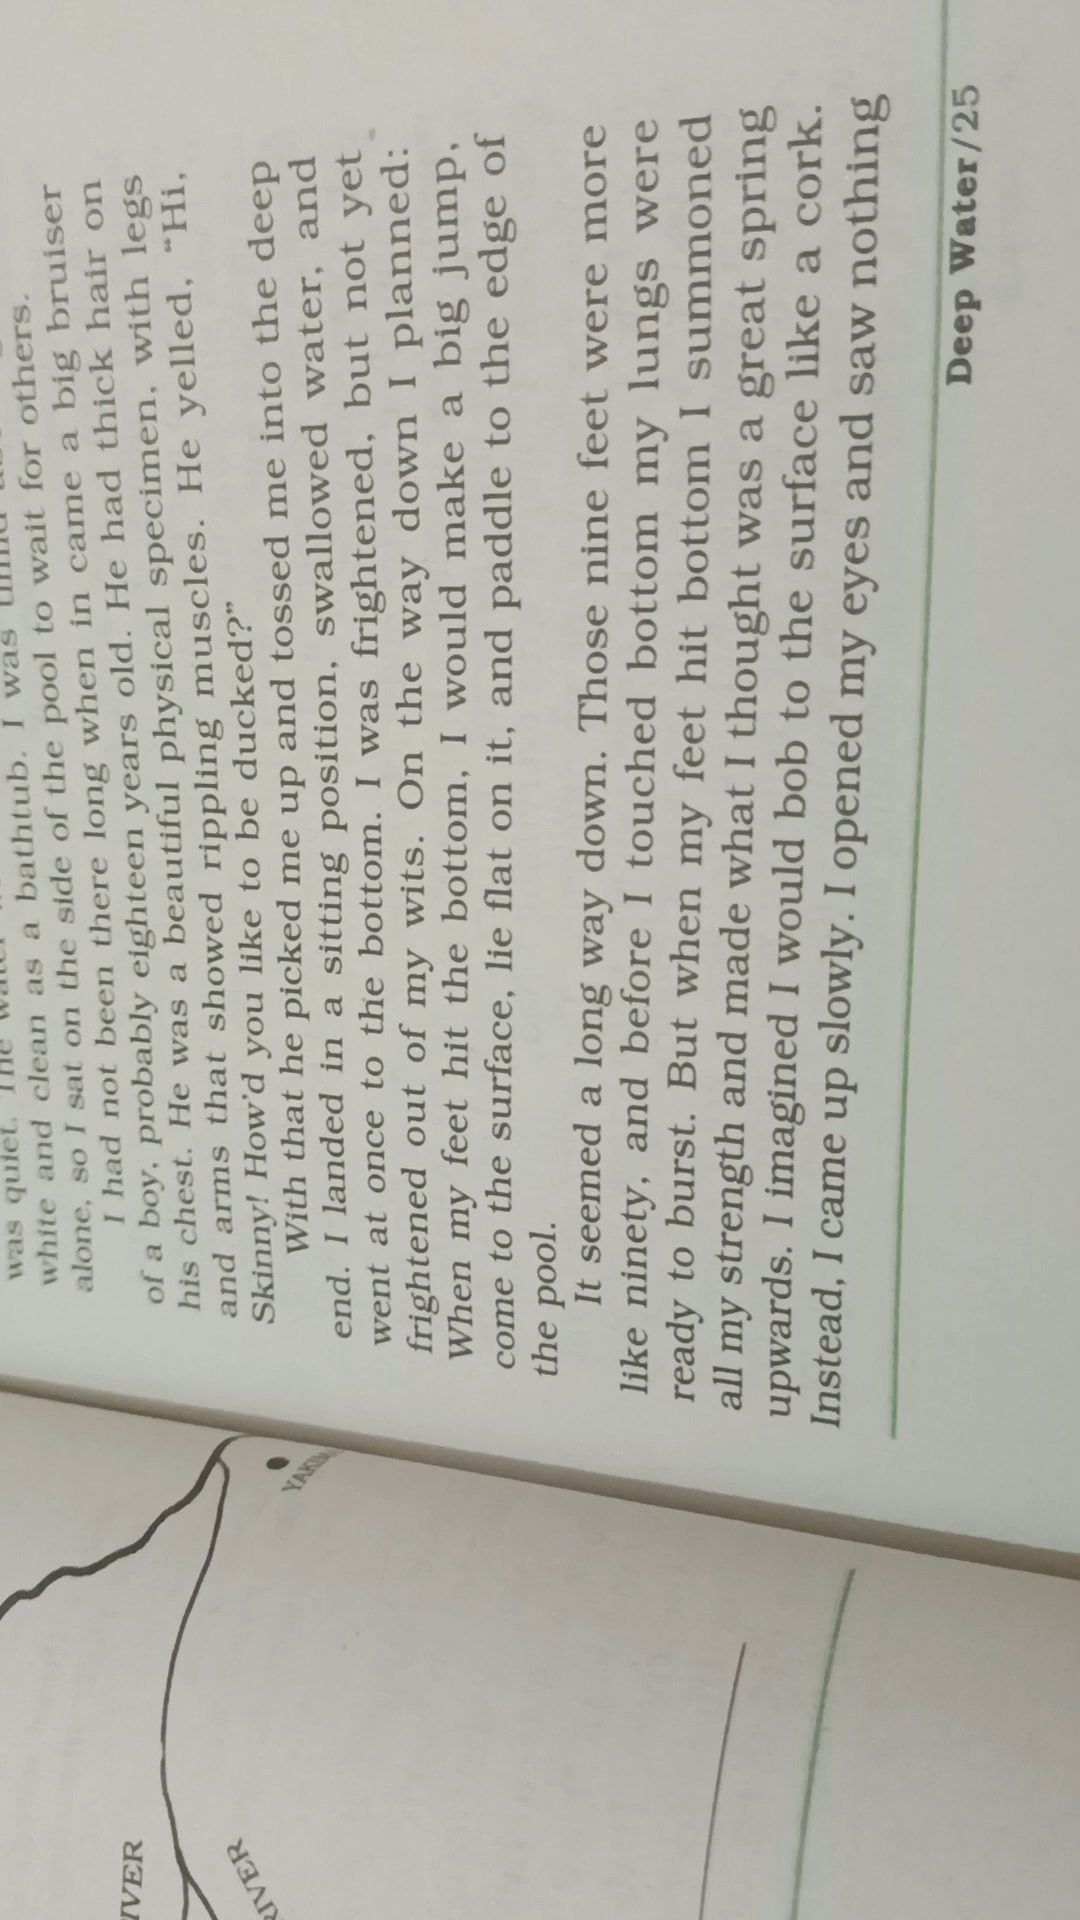 was quiet. The water
white and clean as a bathtub. I was timid
alone, so I sat on the side of the pool to wait for others.
I had not been there long when in came a big bruiser
of a boy, probably eighteen years old. He had thick hair on
his chest. He was a beautiful physical specimen, with legs
and arms that showed rippling muscles. He yelled, “Hi,
Skinny! How’d you like to be ducked?”
With that he picked me up and tossed me into the deep
end. I landed in a sitting position, swallowed water, and
went at once to the bottom. I was frightened, but not yet
frightened out of my wits. On the way down I planned:
When my feet hit the bottom, I would make a big jump,
come to the surface, lie flat on it, and paddle to the edge of
the pool.
It seemed a long way down. Those nine feet were more
like ninety, and before I touched bottom my lungs were
ready to burst. But when my feet hit bottom I summoned
all my strength and made what I thought was a great spring
upwards. I imagined I would bob to the surface like a cork.
Instead, I came up slowly. I opened my eyes and saw nothing
Deep Water/25
YAKIMA
IVER
RIVER